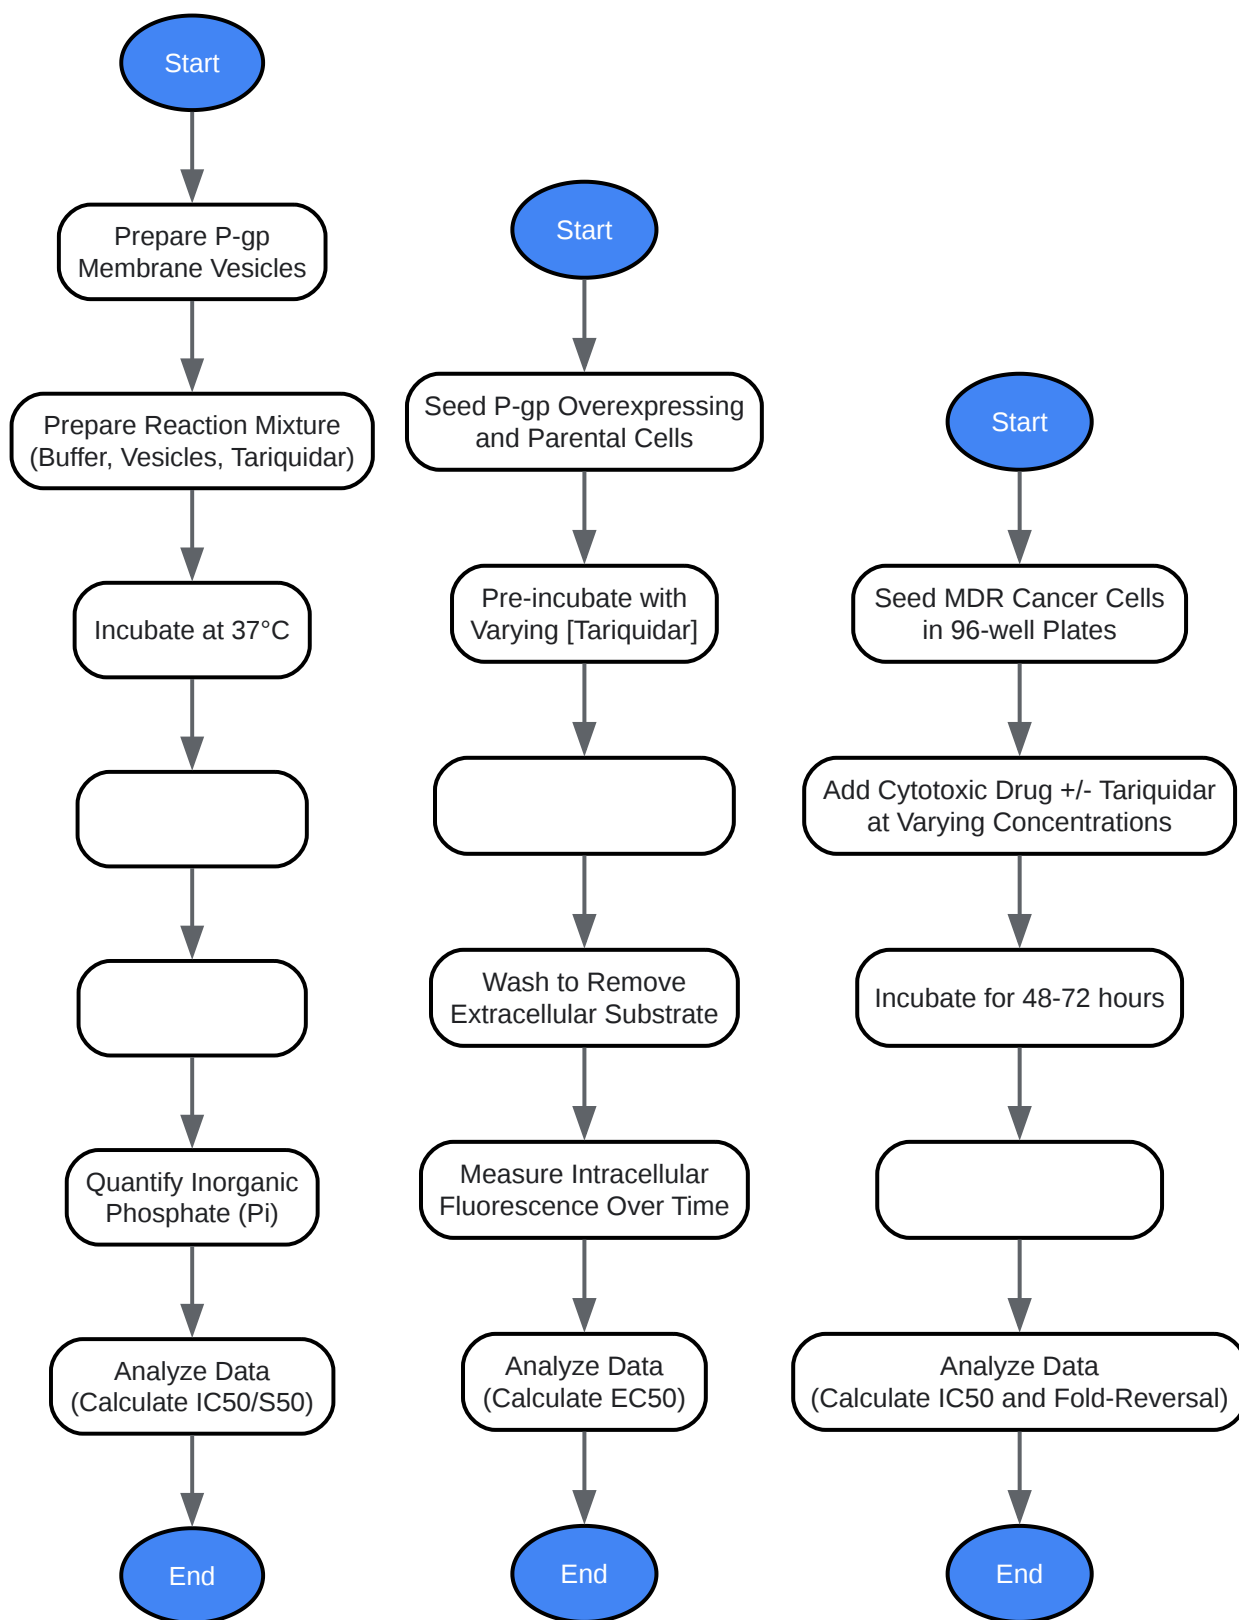 Start
Prepare P-gp
Membrane Vesicles
Prepare Reaction Mixture
(Buffer, Vesicles, Tariquidar)
Incubate at 37°C
Quantify Inorganic
Phosphate (Pi)
Analyze Data
(Calculate IC50/S50)
End
Start
Seed P-gp Overexpressing
and Parental Cells
Pre-incubate with
Varying [Tariquidar]
Wash to Remove
Extracellular Substrate
Measure Intracellular
Fluorescence Over Time
Analyze Data
(Calculate EC50)
End
Start
Seed MDR Cancer Cells
in 96-well Plates
Add Cytotoxic Drug +/- Tariquidar
at Varying Concentrations
Incubate for 48-72 hours
Analyze Data
(Calculate IC50 and Fold-Reversal)
End